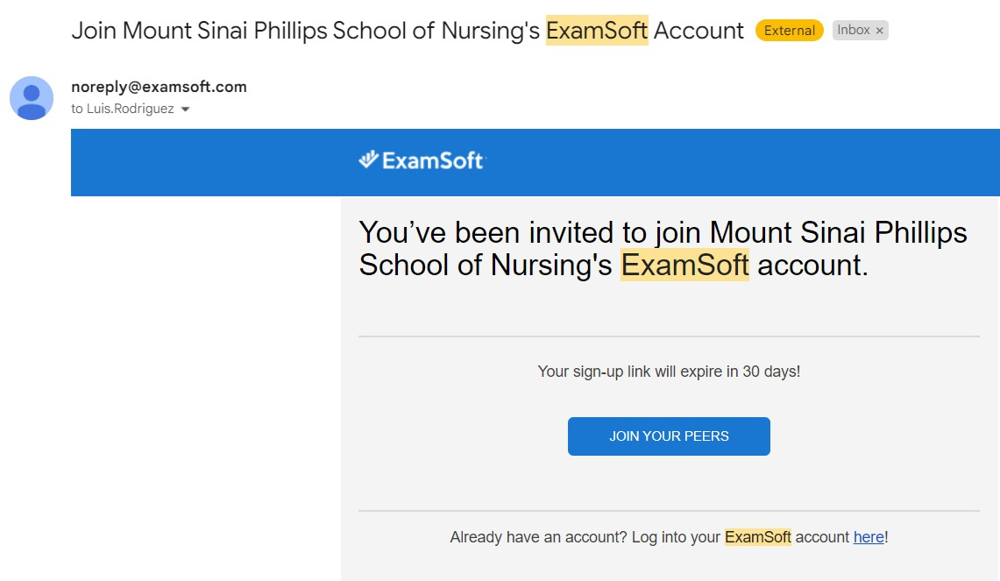 Join Mount Sinai Phillips School of Nursing's ExamSoft Account External Inbox ×
noreply@examsoft.com
to Luis.Rodriguez
ExamSoft
You’ve been invited to join Mount Sinai Phillips
School of Nursing's ExamSoft account.
Your sign-up link will expire in 30 days!
JOIN YOUR PEERS
Already have an account? Log into your ExamSoft account here!